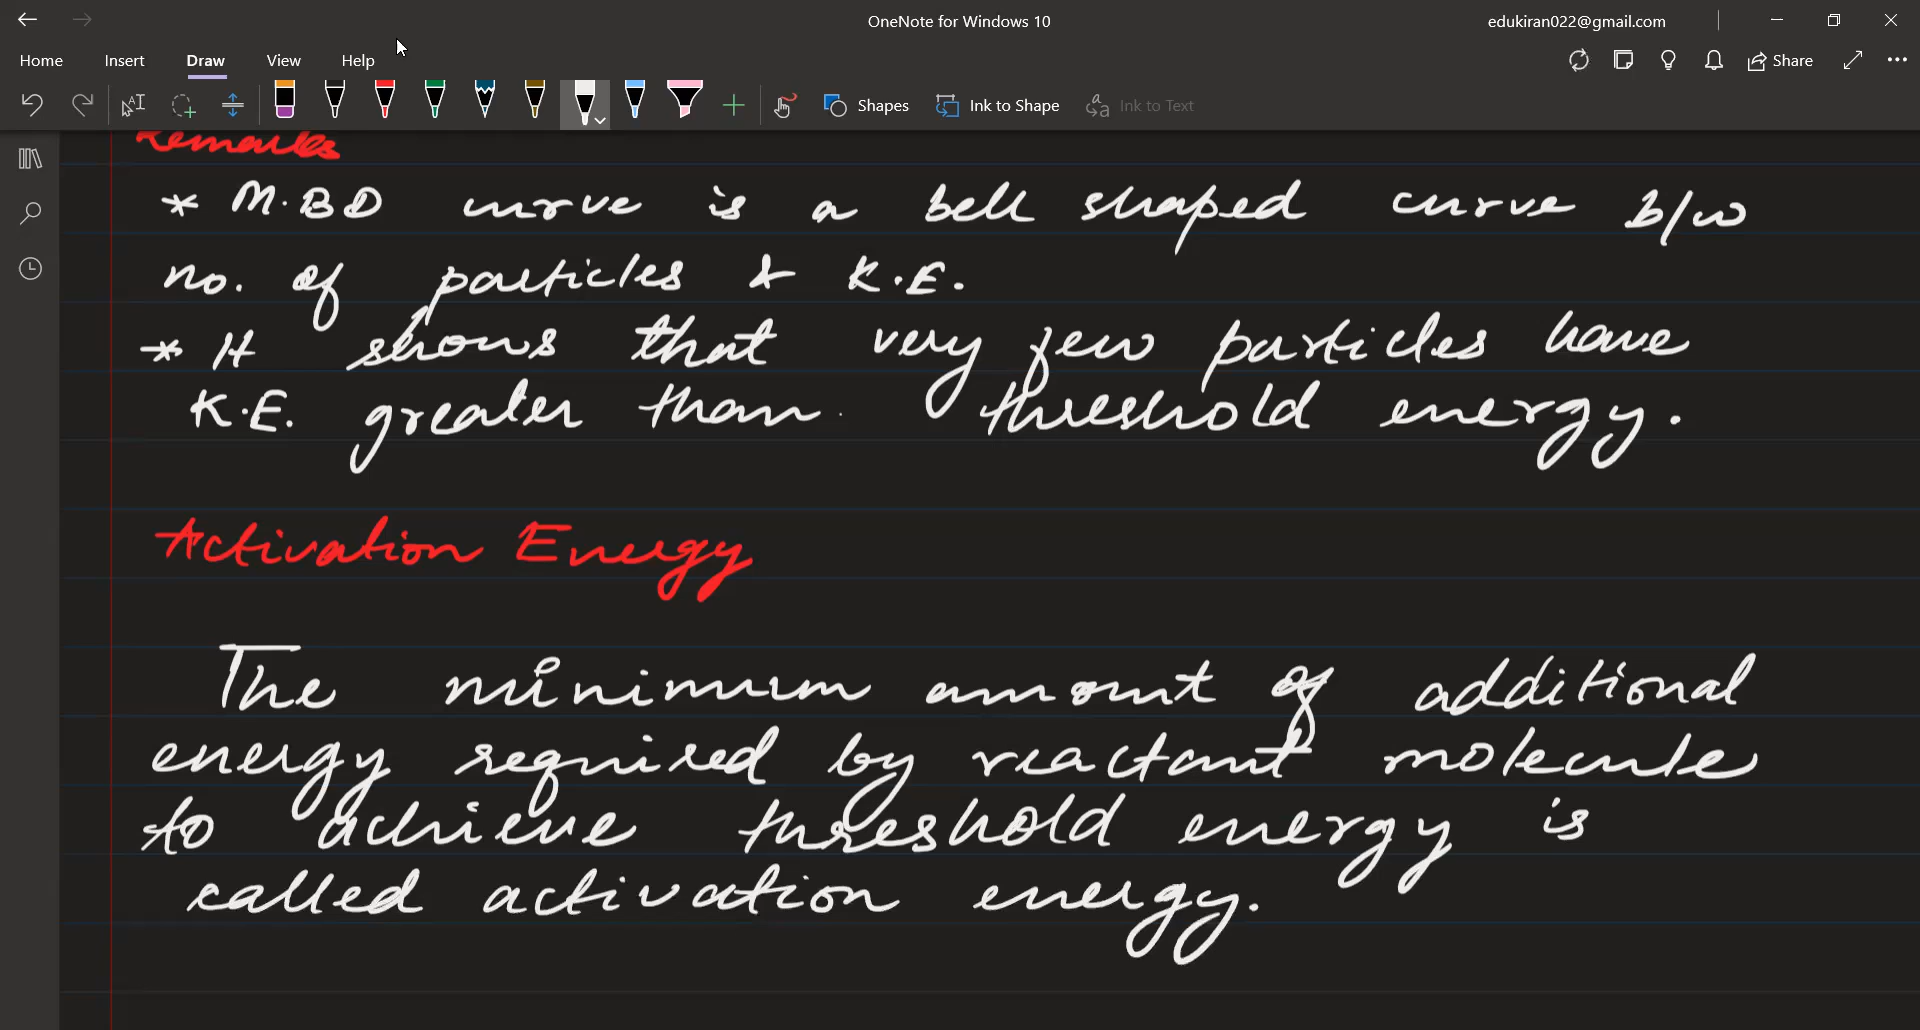 OneNote for Windows 10
edukiran022@gmail.com
Home Insert Draw View Help
Share
Shapes Ink to Shape Ink to Text
Remarks
* M.BD curve is a bell shaped curve b/w
no. of particles & K.E.
* It shows that very few particles have
K.E. greater than threshold energy.
Activation Energy
The minimum amount of additional
energy required by reactant molecule
to achieve threshold energy is
called activation energy.